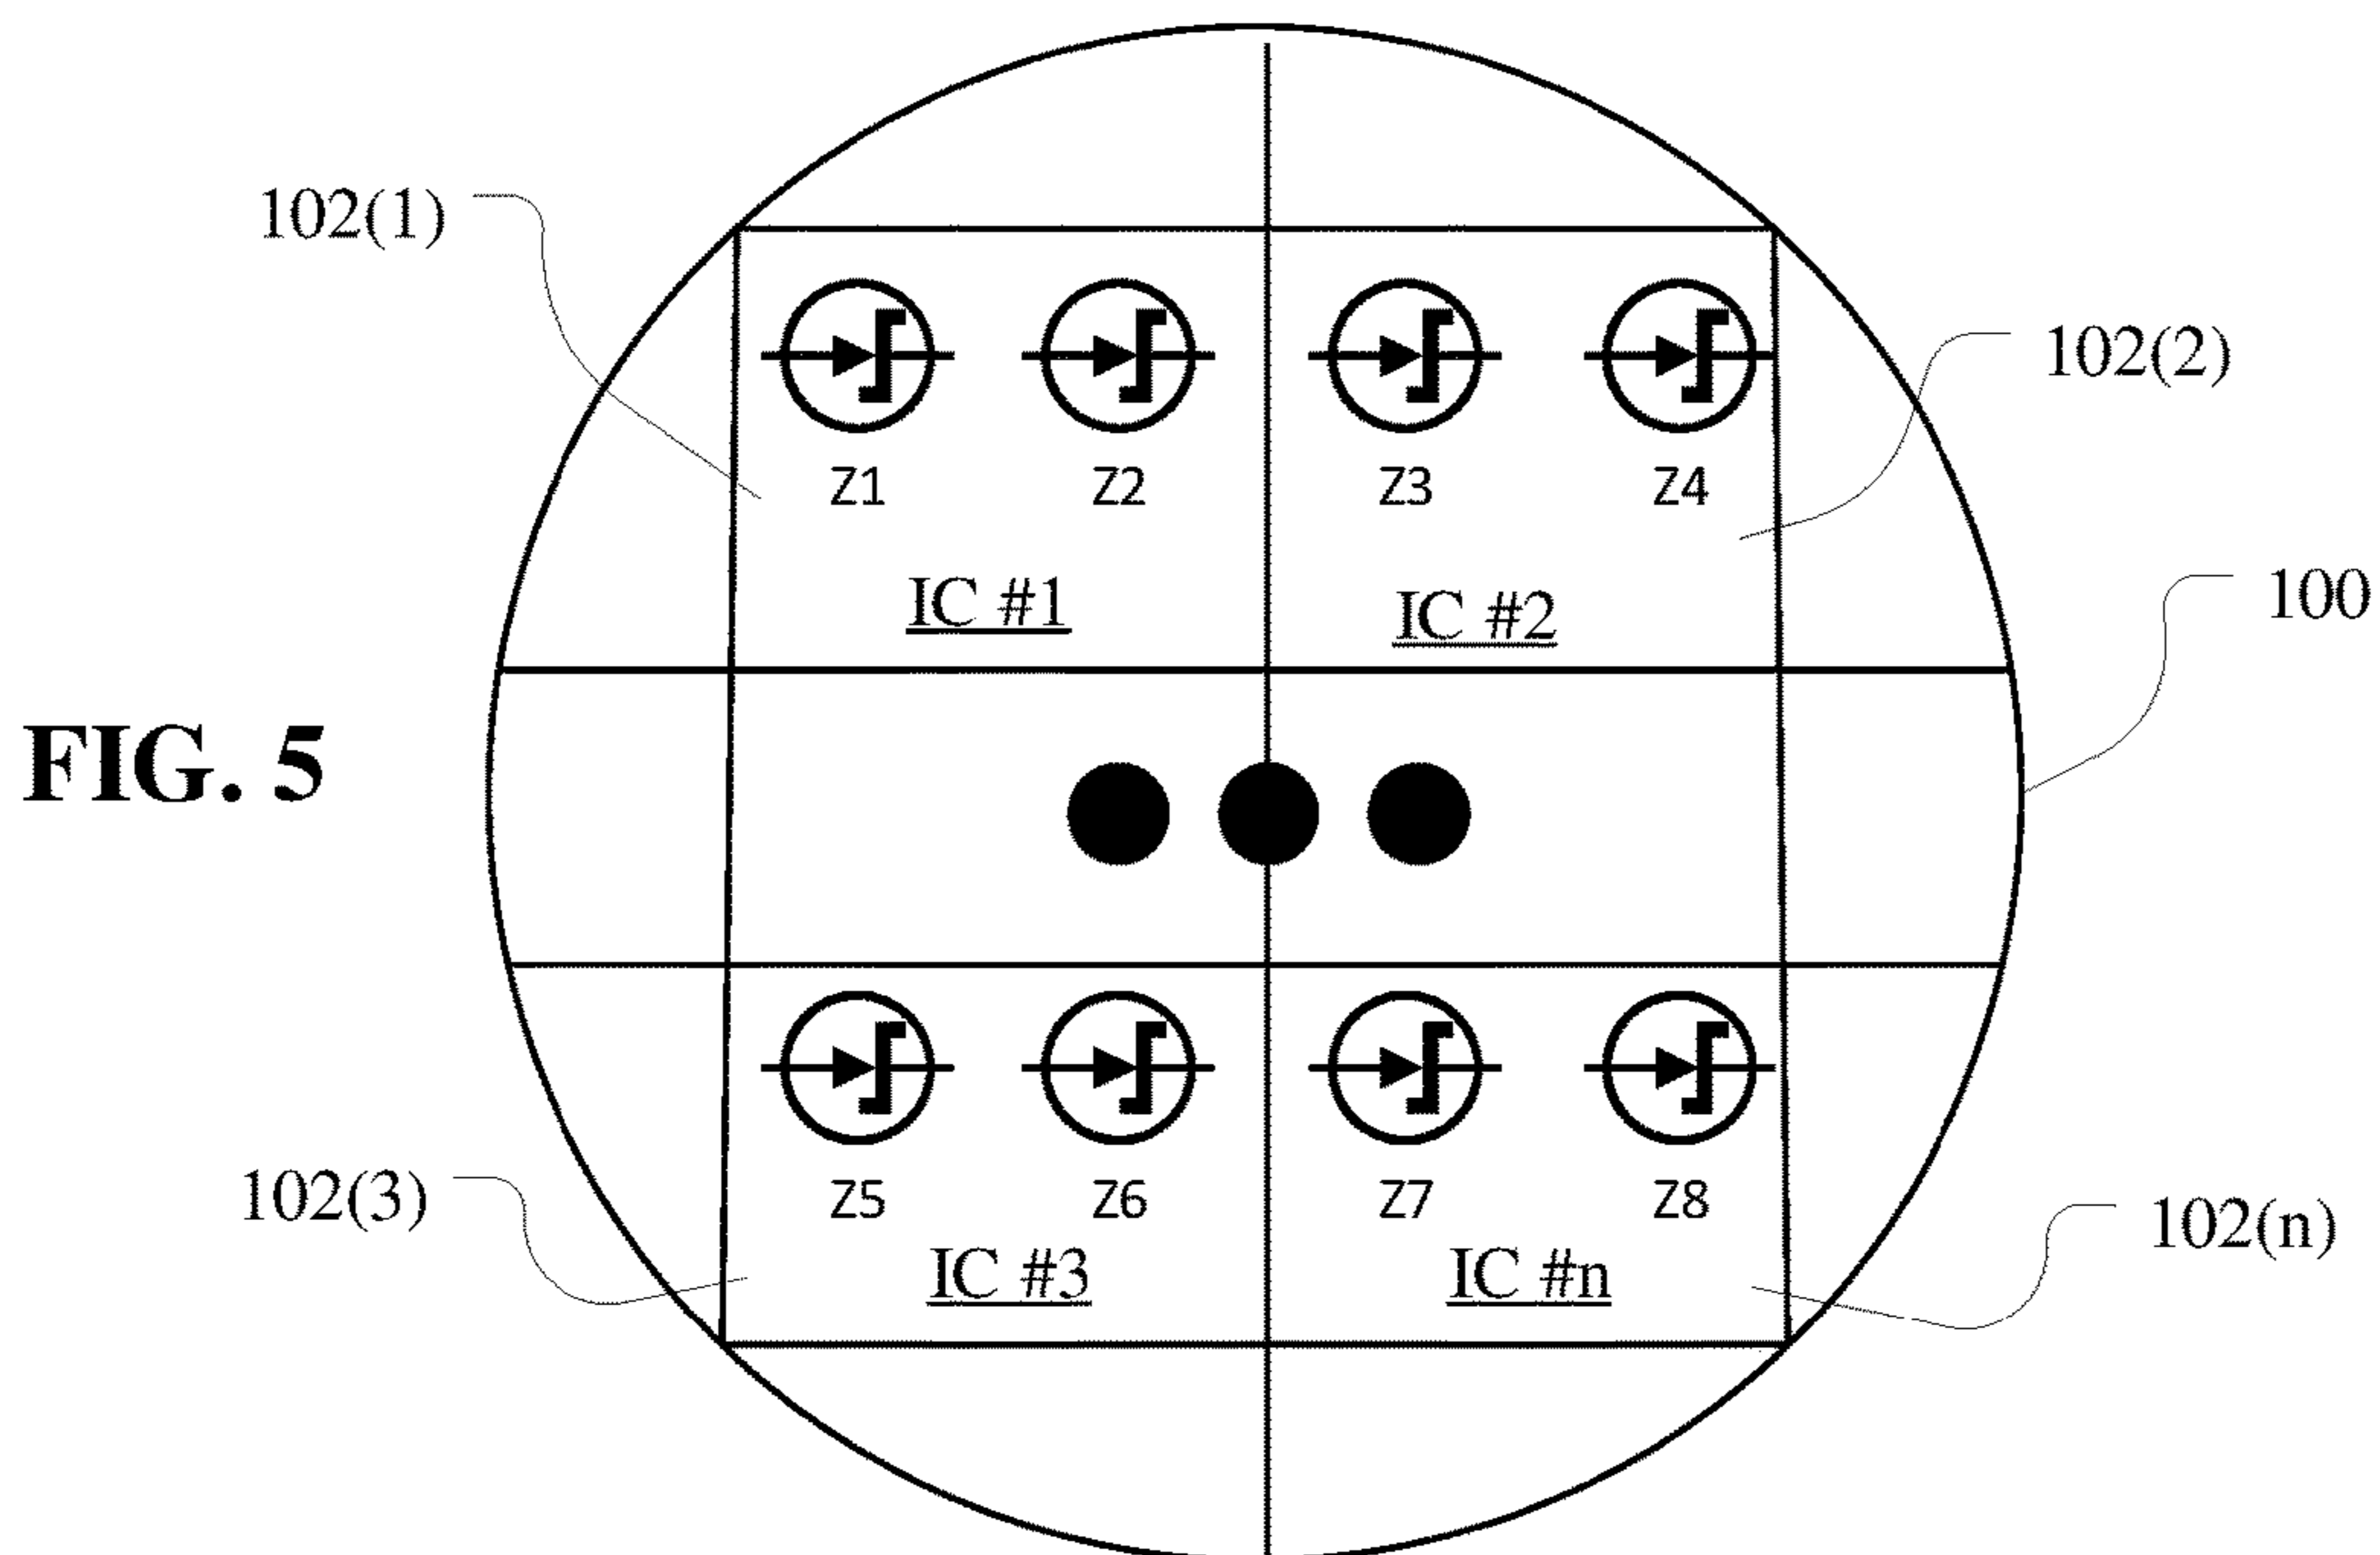 102(1)
102(2)
Z1 Z2 Z3 Z4
IC #1 IC #2
100
FIG. 5
Z5 Z6 Z7 Z8
102(3)
102(n)
IC #3 IC #n